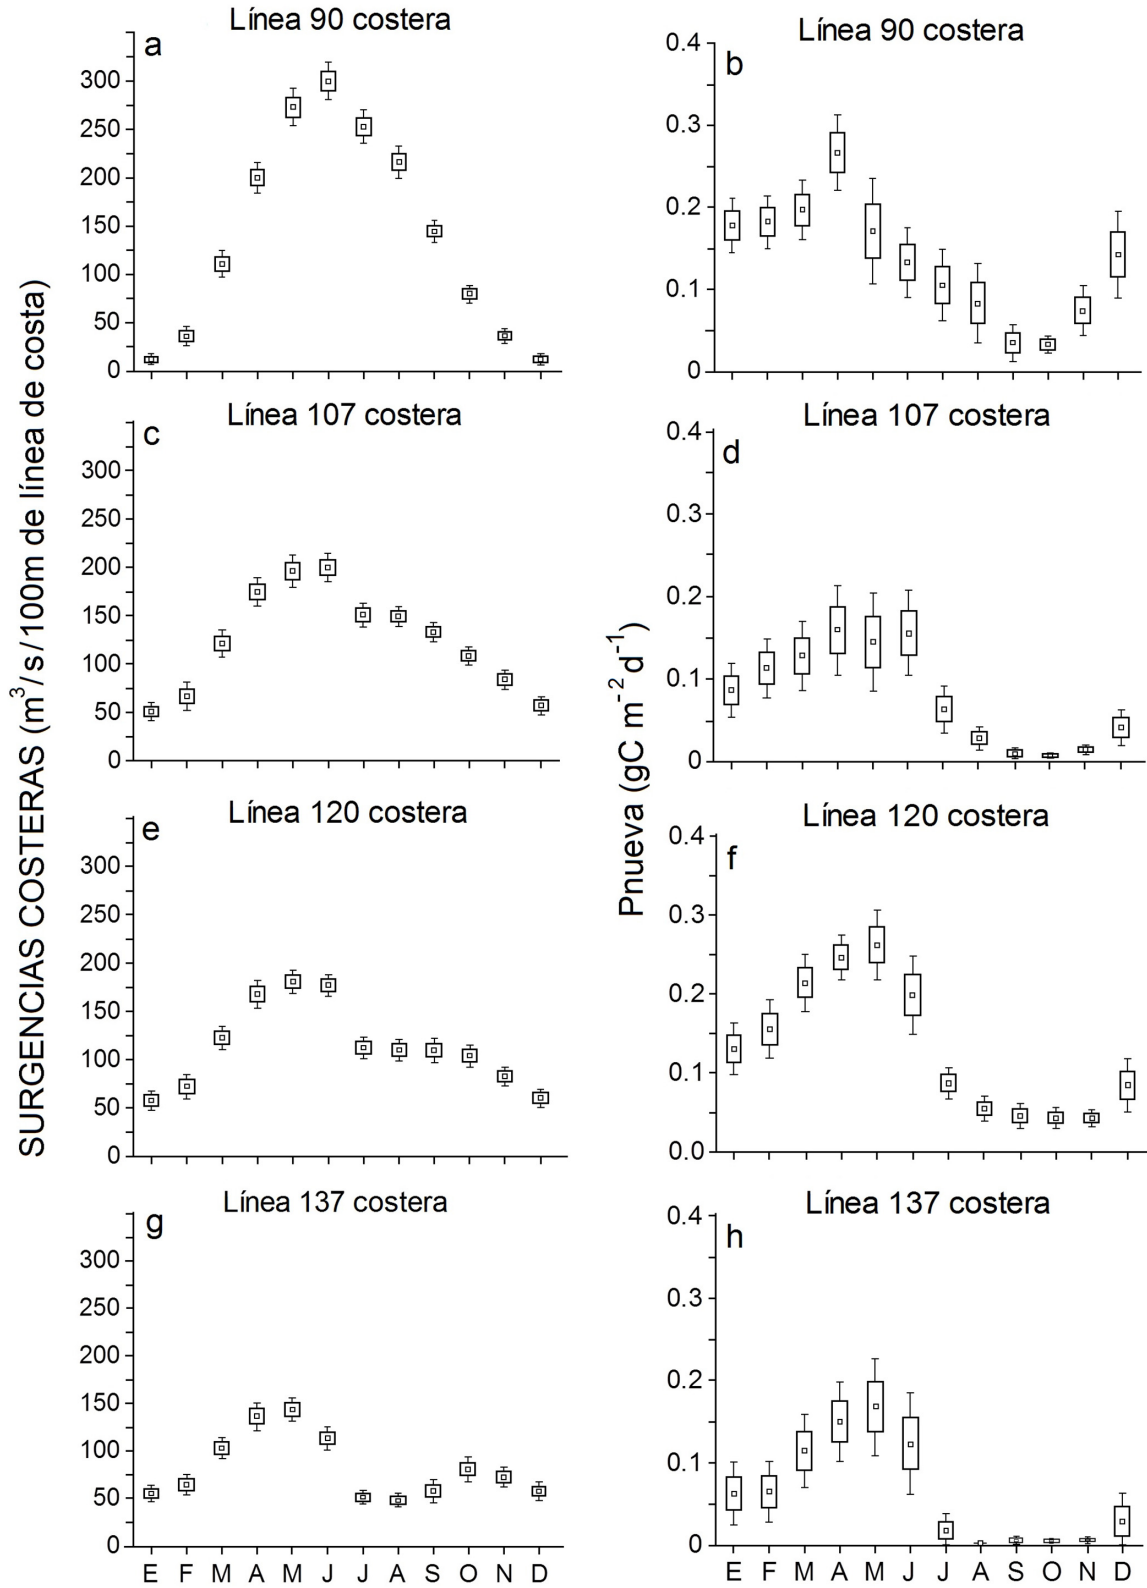 SURGENCIAS COSTERAS (m³/s/100m de línea de costa)
Línea 90 costera
a
300
250
200
150
100
50
0
Línea 107 costera
c
300
250
200
150
100
50
0
Línea 120 costera
e
300
250
200
150
100
50
0
Línea 137 costera
g
300
250
200
150
100
50
0
E F M A M J J A S O N D
Pnueva (gC m⁻² d⁻¹)
Línea 90 costera
b
0.4
0.3
0.2
0.1
0
Línea 107 costera
d
0.4
0.3
0.2
0.1
0
Línea 120 costera
f
0.4
0.3
0.2
0.1
0.0
Línea 137 costera
h
0.4
0.3
0.2
0.1
0
E F M A M J J A S O N D